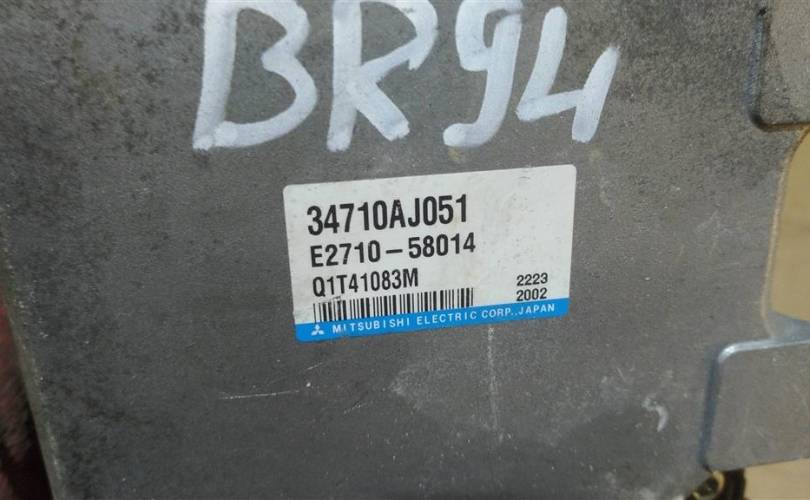 BR94
34710AJ051
E2710-58014
Q1T41083M
2223
2002
MITSUBISHI ELECTRIC CORP., JAPAN